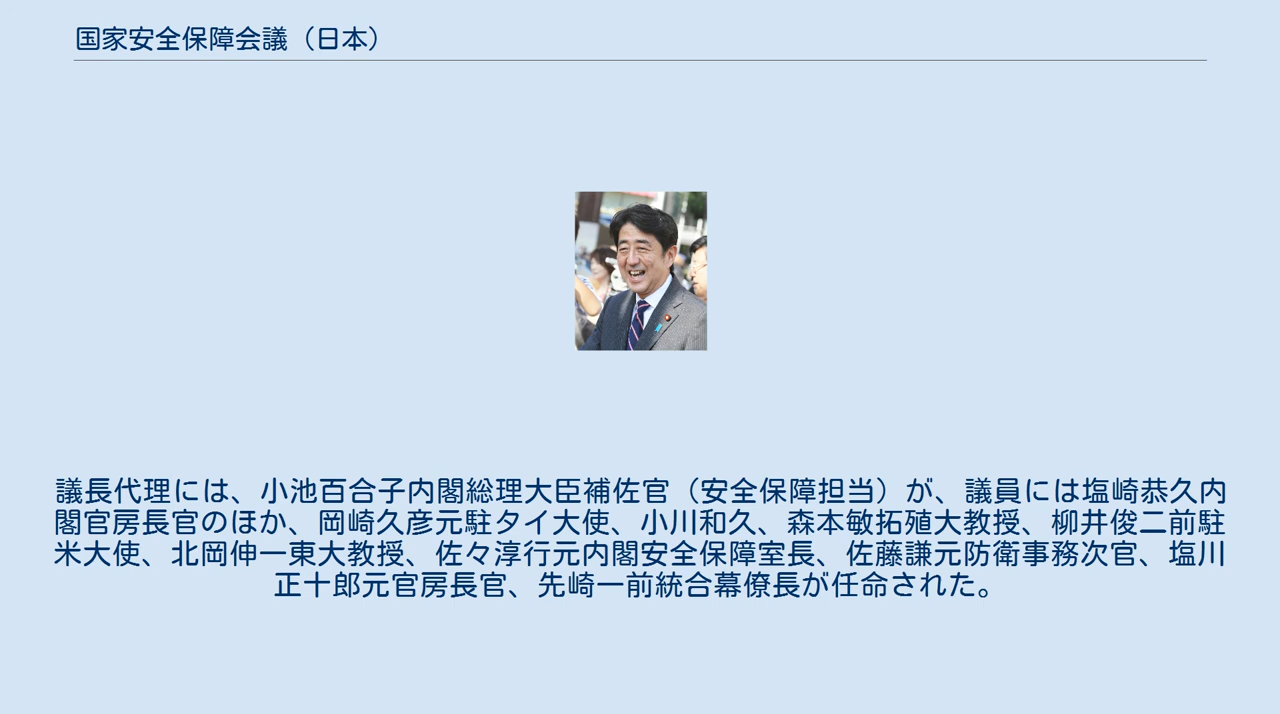 国家安全保障会議（日本）
議長代理には、小池百合子内閣総理大臣補佐官（安全保障担当）が、議員には塩崎恭久内
閣官房長官のほか、岡崎久彦元駐タイ大使、小川和久、森本敏拓殖大教授、柳井俊二前駐
米大使、北岡伸一東大教授、佐々淳行元内閣安全保障室長、佐藤謙元防衛事務次官、塩川
正十郎元官房長官、先崎一前統合幕僚長が任命された。